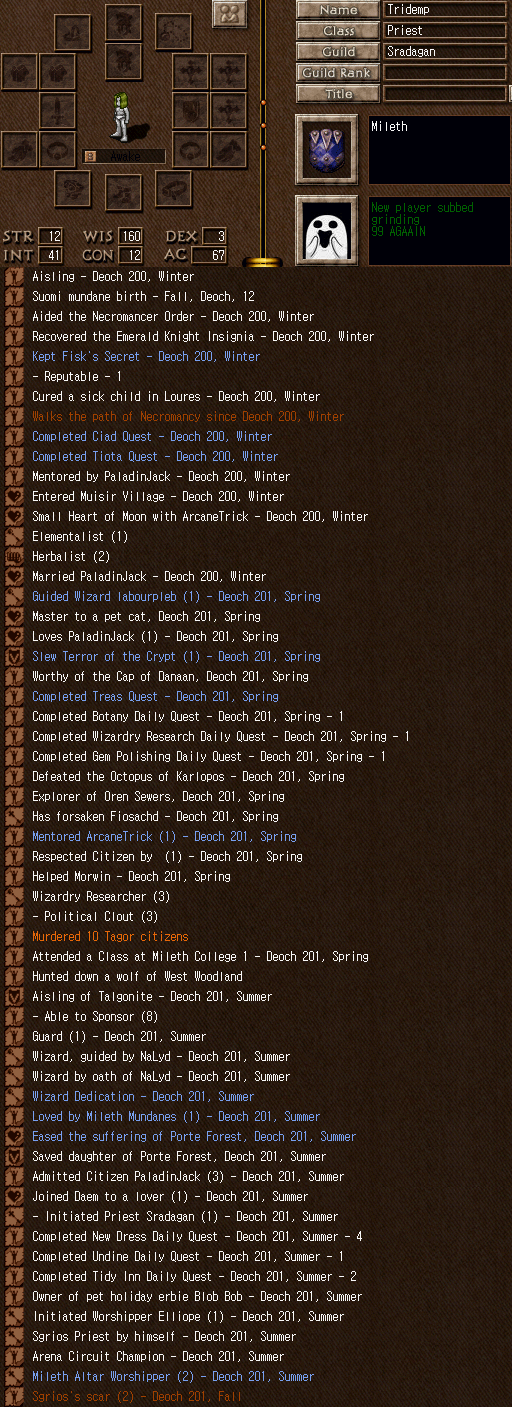 Name Tridemp
Class Priest
Guild Sradagan
Guild Rank
Title
Awake
Mileth
New player subbed
grinding
99 AGAAIN
STR 12 WIS 160 DEX 3
INT 41 CON 12 AC 67
Aisling - Deoch 200, Winter
Suomi mundane birth - Fall, Deoch, 12
Aided the Necromancer Order - Deoch 200, Winter
Recovered the Emerald Knight Insignia - Deoch 200, Winter
Kept Fisk's Secret - Deoch 200, Winter
- Reputable - 1
Cured a sick child in Loures - Deoch 200, Winter
Walks the path of Necromancy since Deoch 200, Winter
Completed Ciad Quest - Deoch 200, Winter
Completed Tiota Quest - Deoch 200, Winter
Mentored by PaladinJack - Deoch 200, Winter
Entered Muisir Village - Deoch 200, Winter
Small Heart of Moon with ArcaneTrick - Deoch 200, Winter
Elementalist (1)
Herbalist (2)
Married PaladinJack - Deoch 200, Winter
Guided Wizard labourpleb (1) - Deoch 201, Spring
Master to a pet cat, Deoch 201, Spring
Loves PaladinJack (1) - Deoch 201, Spring
Slew Terror of the Crypt (1) - Deoch 201, Spring
Worthy of the Cap of Danaan, Deoch 201, Spring
Completed Treas Quest - Deoch 201, Spring
Completed Botany Daily Quest - Deoch 201, Spring - 1
Completed Wizardry Research Daily Quest - Deoch 201, Spring - 1
Completed Gem Polishing Daily Quest - Deoch 201, Spring - 1
Defeated the Octopus of Karlopos - Deoch 201, Spring
Explorer of Oren Sewers, Deoch 201, Spring
Has forsaken Fiosachd - Deoch 201, Spring
Mentored ArcaneTrick (1) - Deoch 201, Spring
Respected Citizen by (1) - Deoch 201, Spring
Helped Morwin - Deoch 201, Spring
Wizardry Researcher (3)
- Political Clout (3)
Murdered 10 Tagor citizens
Attended a Class at Mileth College 1 - Deoch 201, Spring
Hunted down a wolf of West Woodland
Aisling of Talgonite - Deoch 201, Summer
- Able to Sponsor (8)
Guard (1) - Deoch 201, Summer
Wizard, guided by NaLyd - Deoch 201, Summer
Wizard by oath of NaLyd - Deoch 201, Summer
Wizard Dedication - Deoch 201, Summer
Loved by Mileth Mundanes (1) - Deoch 201, Summer
Eased the suffering of Porte Forest, Deoch 201, Summer
Saved daughter of Porte Forest, Deoch 201, Summer
Admitted Citizen PaladinJack (3) - Deoch 201, Summer
Joined Daem to a lover (1) - Deoch 201, Summer
- Initiated Priest Sradagan (1) - Deoch 201, Summer
Completed New Dress Daily Quest - Deoch 201, Summer - 4
Completed Undine Daily Quest - Deoch 201, Summer - 1
Completed Tidy Inn Daily Quest - Deoch 201, Summer - 2
Owner of pet holiday erbie Blob Bob - Deoch 201, Summer
Initiated Worshipper Elliope (1) - Deoch 201, Summer
Sgrios Priest by himself - Deoch 201, Summer
Arena Circuit Champion - Deoch 201, Summer
Mileth Altar Worshipper (2) - Deoch 201, Summer
Sgrios's scar (2) - Deoch 201, Fall